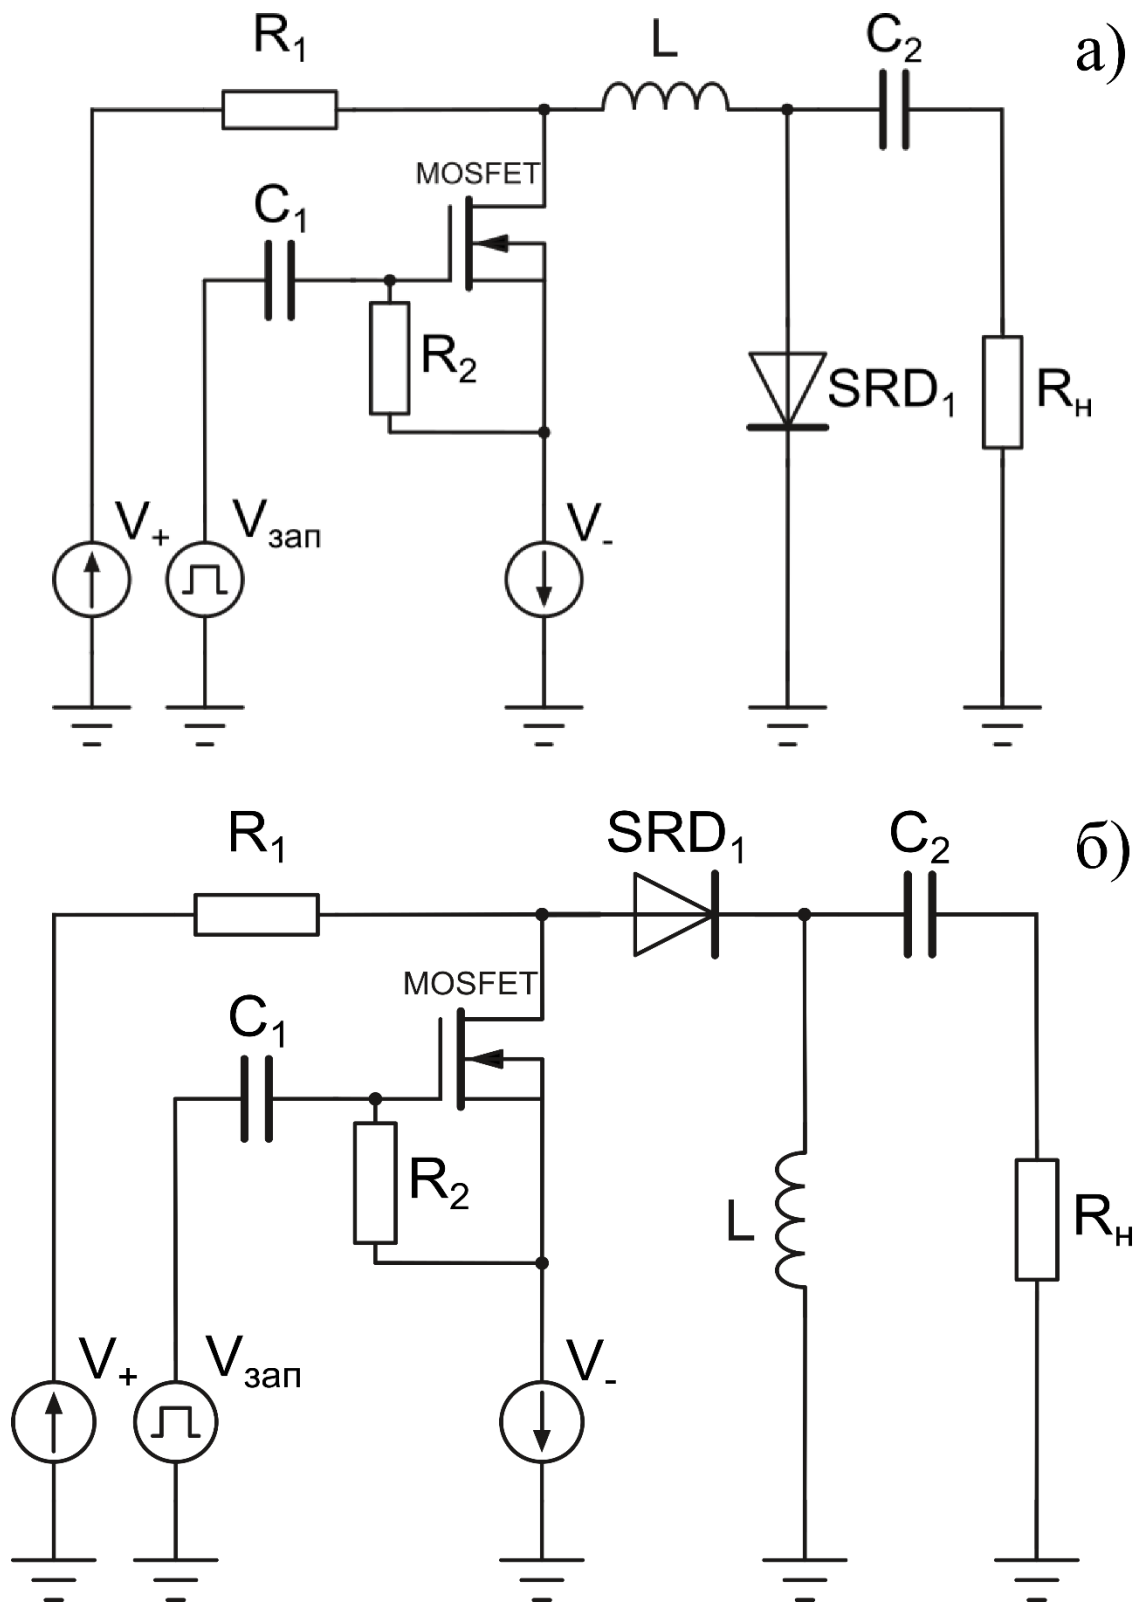 R₁
L
C₂
а)
MOSFET
C₁
R₂
SRD₁
Rн
V₊
Vзап
V₋
R₁
SRD₁
C₂
б)
MOSFET
C₁
R₂
L
Rн
V₊
Vзап
V₋